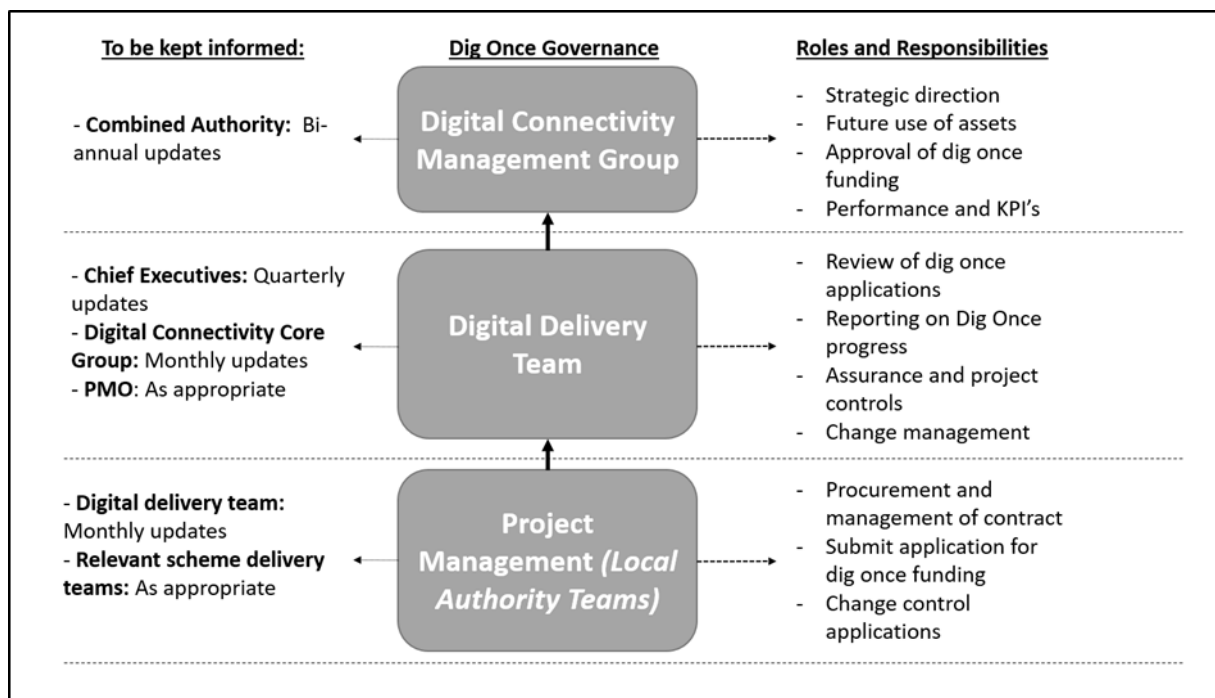 To be kept informed:
Dig Once Governance
Roles and Responsibilities
- Combined Authority: Bi-
annual updates
Digital Connectivity
Management Group
- Strategic direction
- Future use of assets
- Approval of dig once
funding
- Performance and KPI's
- Chief Executives: Quarterly
updates
- Digital Connectivity Core
Group: Monthly updates
- PMO: As appropriate
Digital Delivery
Team
- Review of dig once
applications
- Reporting on Dig Once
progress
- Assurance and project
controls
- Change management
- Digital delivery team:
Monthly updates
- Relevant scheme delivery
teams: As appropriate
Project
Management (Local
Authority Teams)
- Procurement and
management of contract
- Submit application for
dig once funding
- Change control
applications